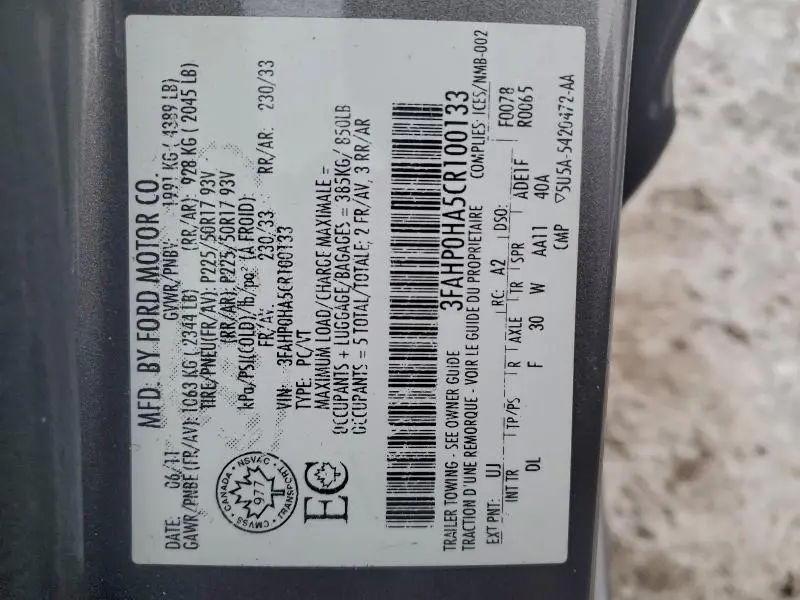 MFD. BY FORD MOTOR CO.
DATE: 06/11 GVWR/PNBV: 1991 KG ( 4389 LB)
GAWR/PNBE (FR/AV): 1063 KG ( 2344 LB) (RR/AR): 928 KG ( 2045 LB)
TIRE/PNEU(FR/AV): P225/50R17 93V
(RR/AR): P225/50R17 93V
kPa/PSI(COLD)/lb/po² (A FROID)
FR/AV: 230/33 RR/AR: 230/33
VIN: 3FAHP0HA5CR100133
TYPE: PC/VT
MAXIMUM LOAD/CHARGE MAXIMALE =
OCCUPANTS + LUGGAGE/BAGAGES = 385KG/ 850LB
OCCUPANTS = 5 TOTAL/TOTALE; 2 FR/AV, 3 RR/AR
CANADA • NSVAC •
977
CMVSS • TRANSPORT
EC
3FAHP0HA5CR100133
TRAILER TOWING - SEE OWNER GUIDE
TRACTION D'UNE REMORQUE - VOIR LE GUIDE DU PROPRIETAIRE COMPLIES: ICES/NMB-002
EXT PNT: UJ RC: A2 DSO: F0078
R0065
INT TR TP/PS R AXLE TR SPR ADE1F
DL F 30 W AA11 40A
CMP ▽5U5A-5420472-AA